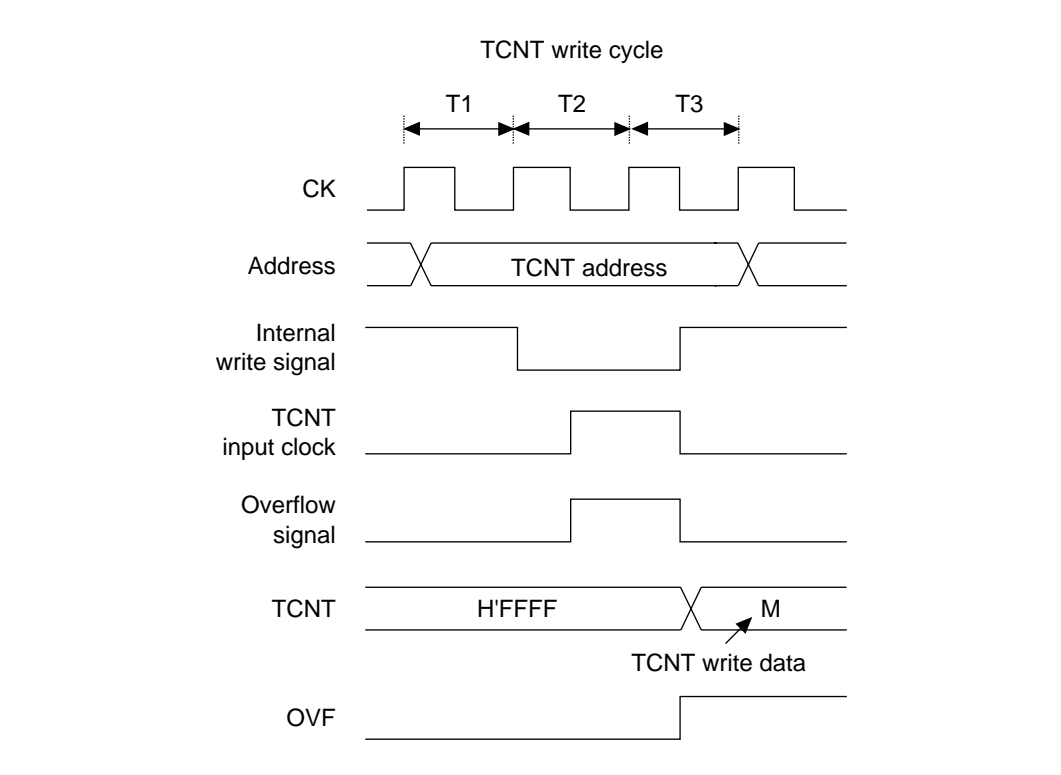 TCNT write cycle
T1 T2 T3
CK
Address TCNT address
Internal
write signal
TCNT
input clock
Overflow
signal
TCNT H'FFFF M
TCNT write data
OVF